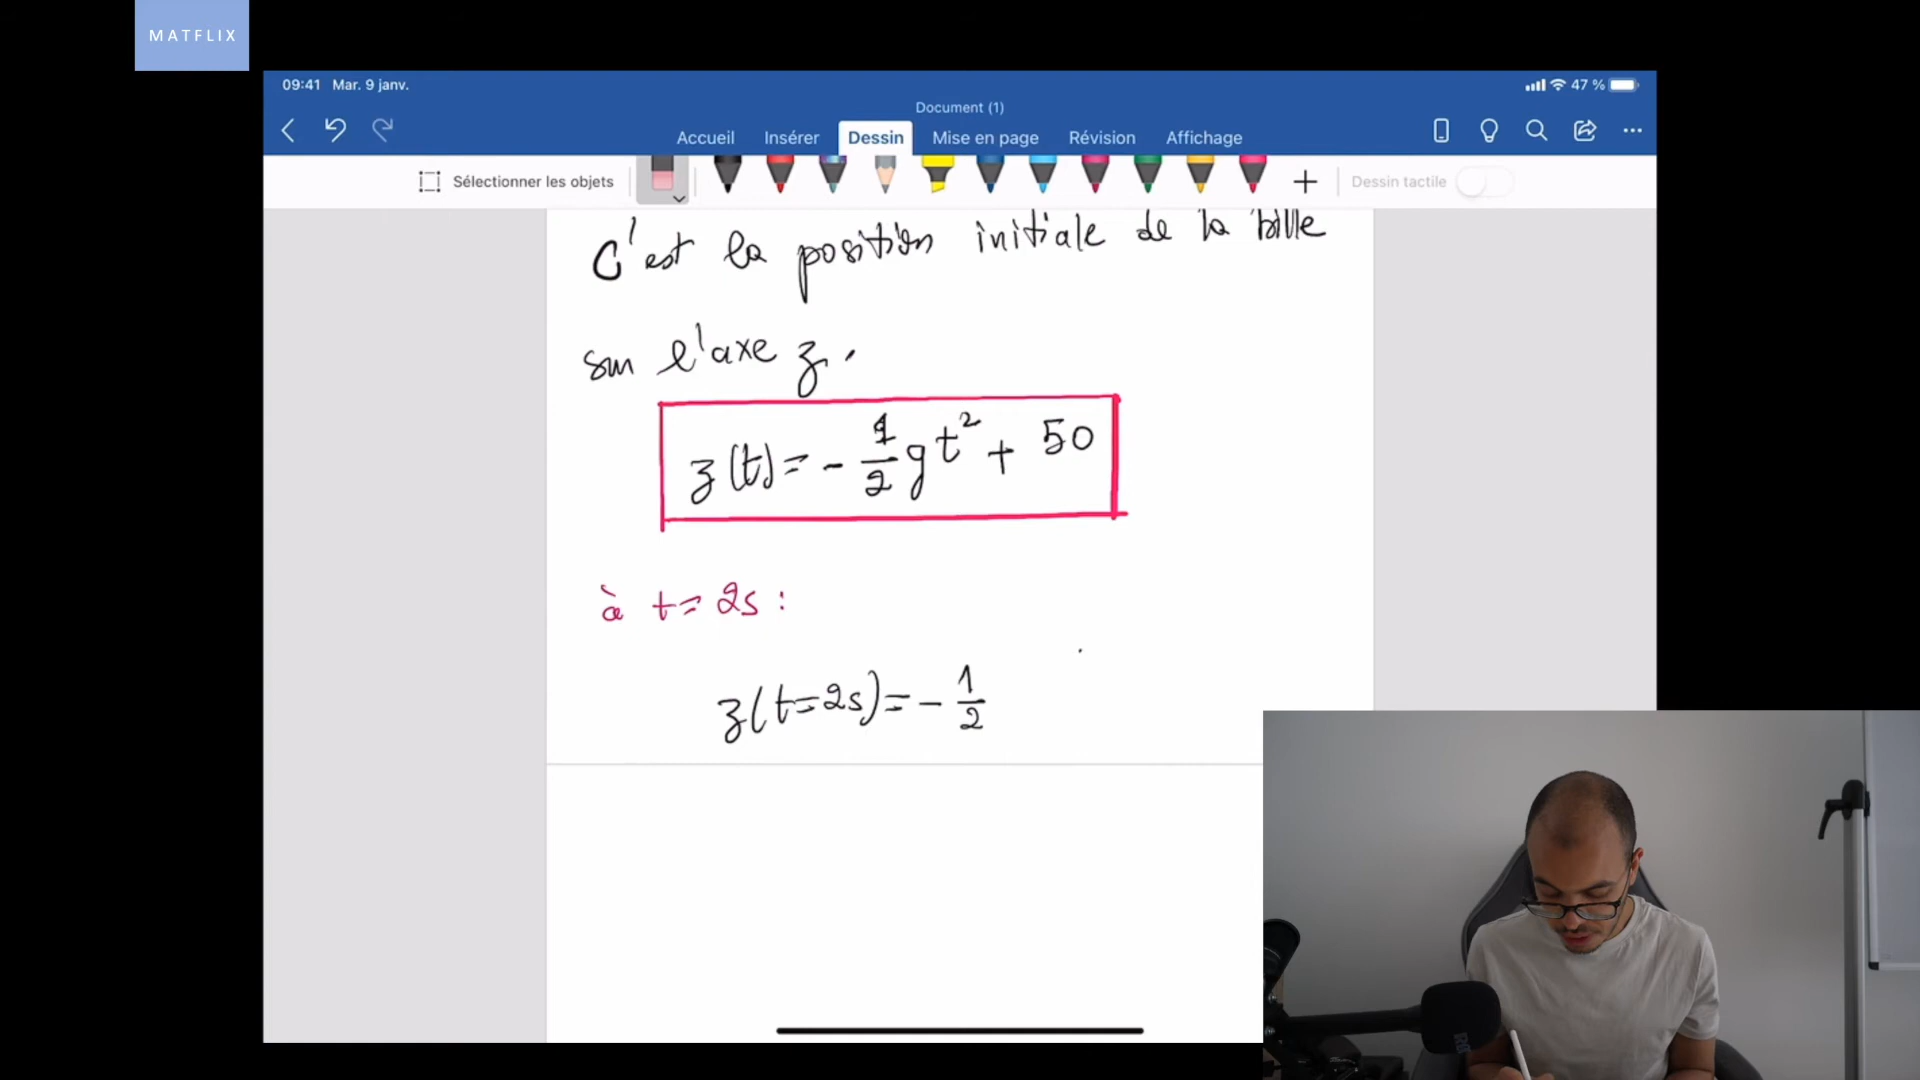 MATFLIX
09:41 Mar. 9 janv.
47 %
Document (1)
Accueil Insérer Dessin Mise en page Révision Affichage
Sélectionner les objets
Dessin tactile
C'est la position initiale de la bille
sur l'axe z.
z(t) = - 1/2 g t² + 50
à t = 2s :
z(t=2s) = - 1/2